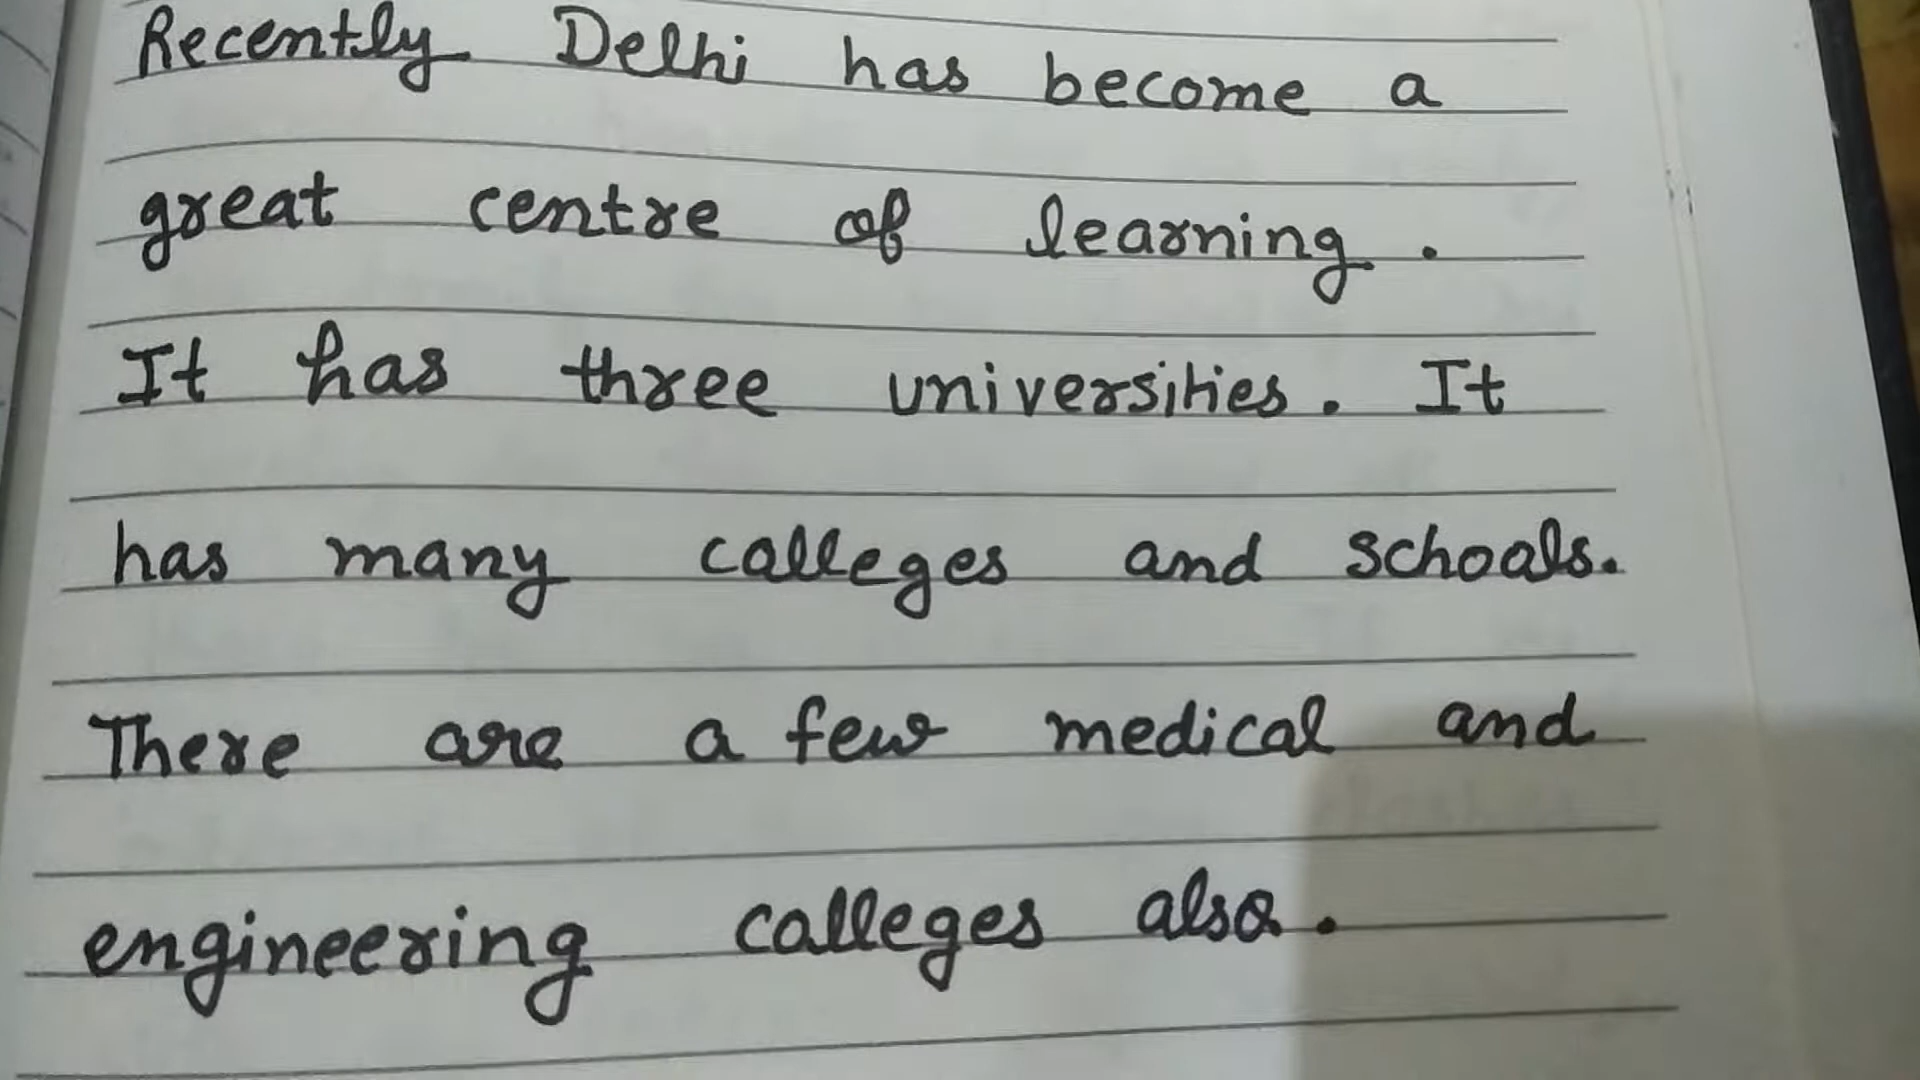 Recently Delhi has become a
great centre of learning.
It has three universities. It
has many colleges and schools.
There are a few medical and
engineering colleges also.